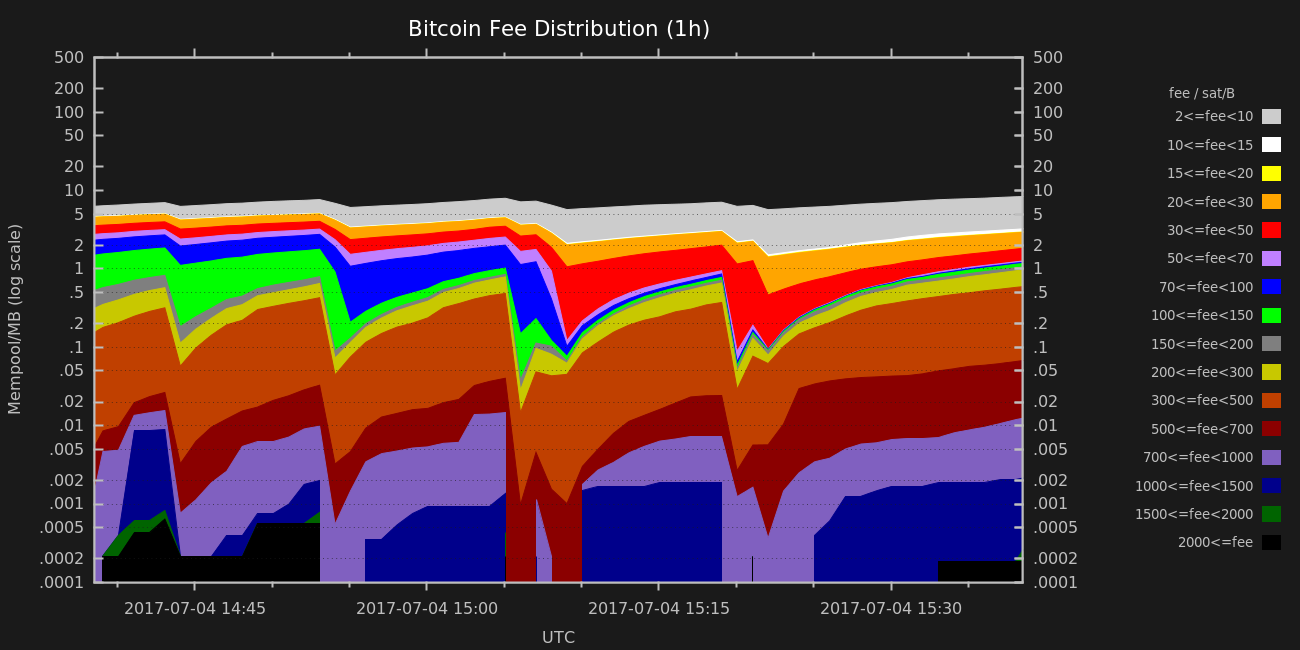 Bitcoin Fee Distribution (1h)
500
200
100
50
20
10
5
2
1
.5
.2
.1
.05
.02
.01
.005
.002
.001
.0005
.0002
.0001
Mempool/MB (log scale)
500
200
100
50
20
10
5
2
1
.5
.2
.1
.05
.02
.01
.005
.002
.001
.0005
.0002
.0001
2017-07-04 14:45
2017-07-04 15:00
2017-07-04 15:15
2017-07-04 15:30
UTC
fee / sat/B
2<=fee<10
10<=fee<15
15<=fee<20
20<=fee<30
30<=fee<50
50<=fee<70
70<=fee<100
100<=fee<150
150<=fee<200
200<=fee<300
300<=fee<500
500<=fee<700
700<=fee<1000
1000<=fee<1500
1500<=fee<2000
2000<=fee